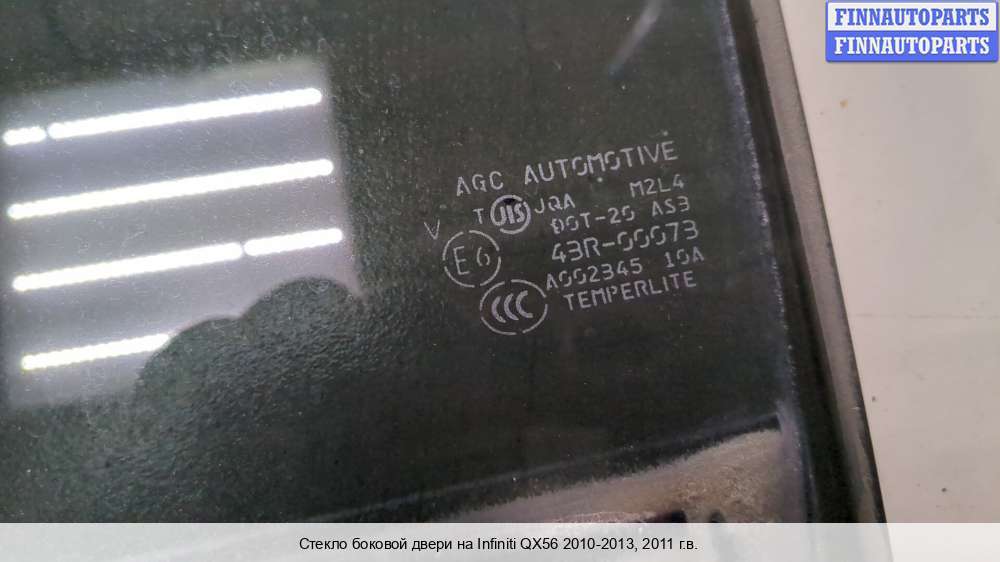 FINNAUTOPARTS
FINNAUTOPARTS
AGC AUTOMOTIVE
V T JIS JQA M2L4
DOT-20 AS3
E6 43R-00073
A002345 10A
CCC TEMPERLITE
Стекло боковой двери на Infiniti QX56 2010-2013, 2011 г.в.